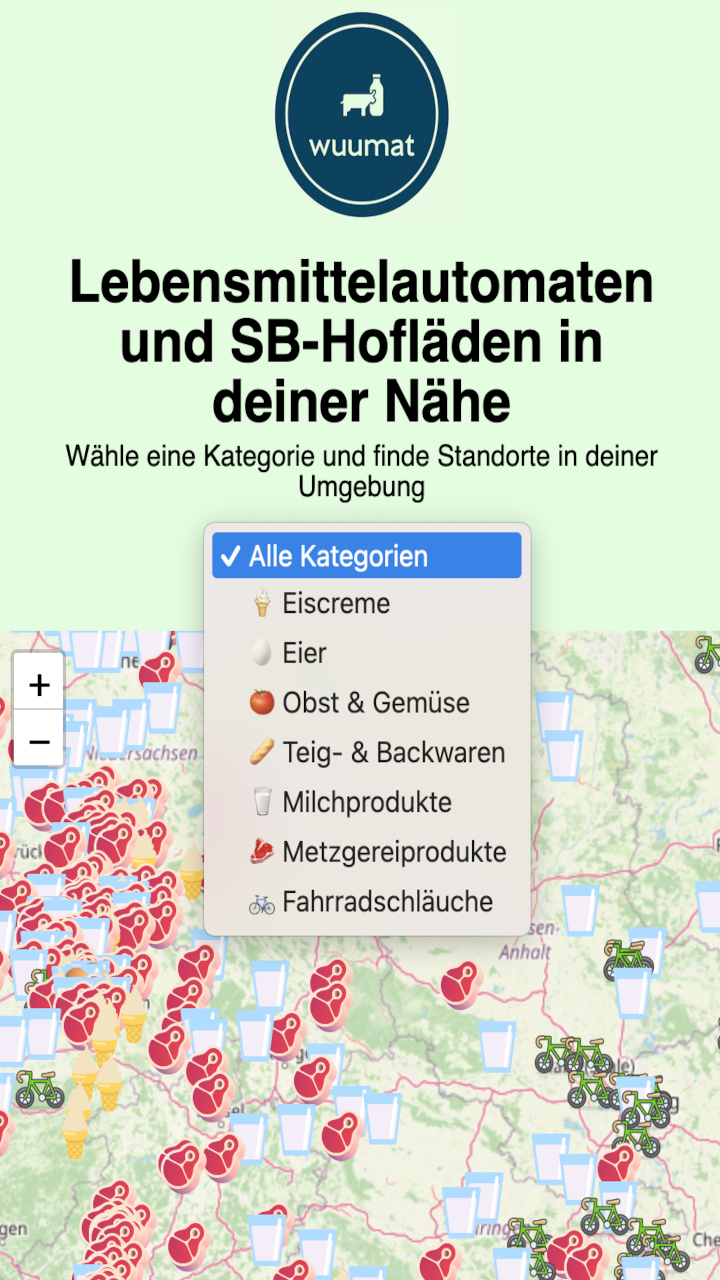 wuumat
Lebensmittelautomaten
und SB-Hofläden in
deiner Nähe
Wähle eine Kategorie und finde Standorte in deiner
Umgebung
✓ Alle Kategorien
Eiscreme
Eier
Obst & Gemüse
Teig- & Backwaren
Milchprodukte
Metzgereiprodukte
Fahrradschläuche
+
−
Anhalt